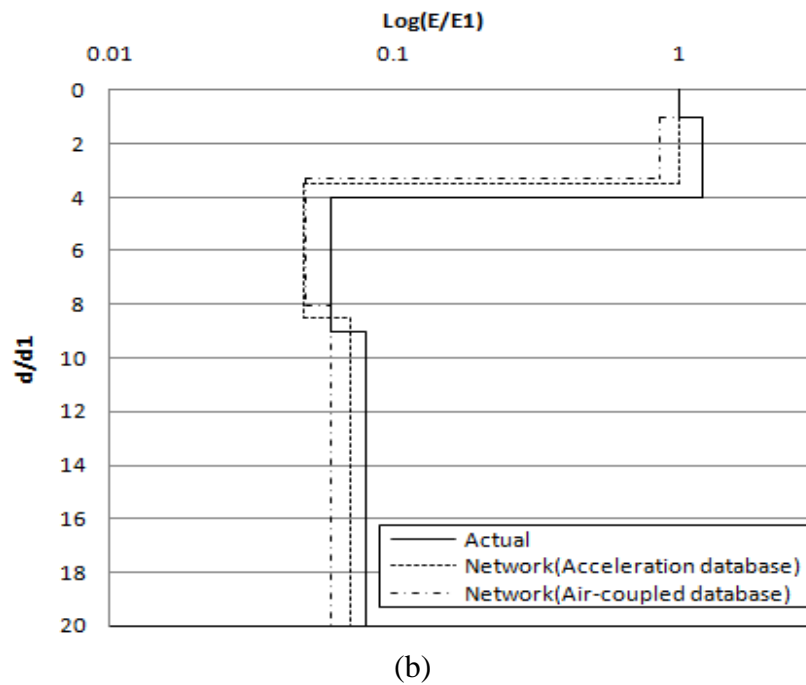 Log(E/E1)
0.01 0.1 1
0
2
4
6
8
10
12
14
16
18
20
d/d1
Actual
Network(Acceleration database)
Network(Air-coupled database)
(b)